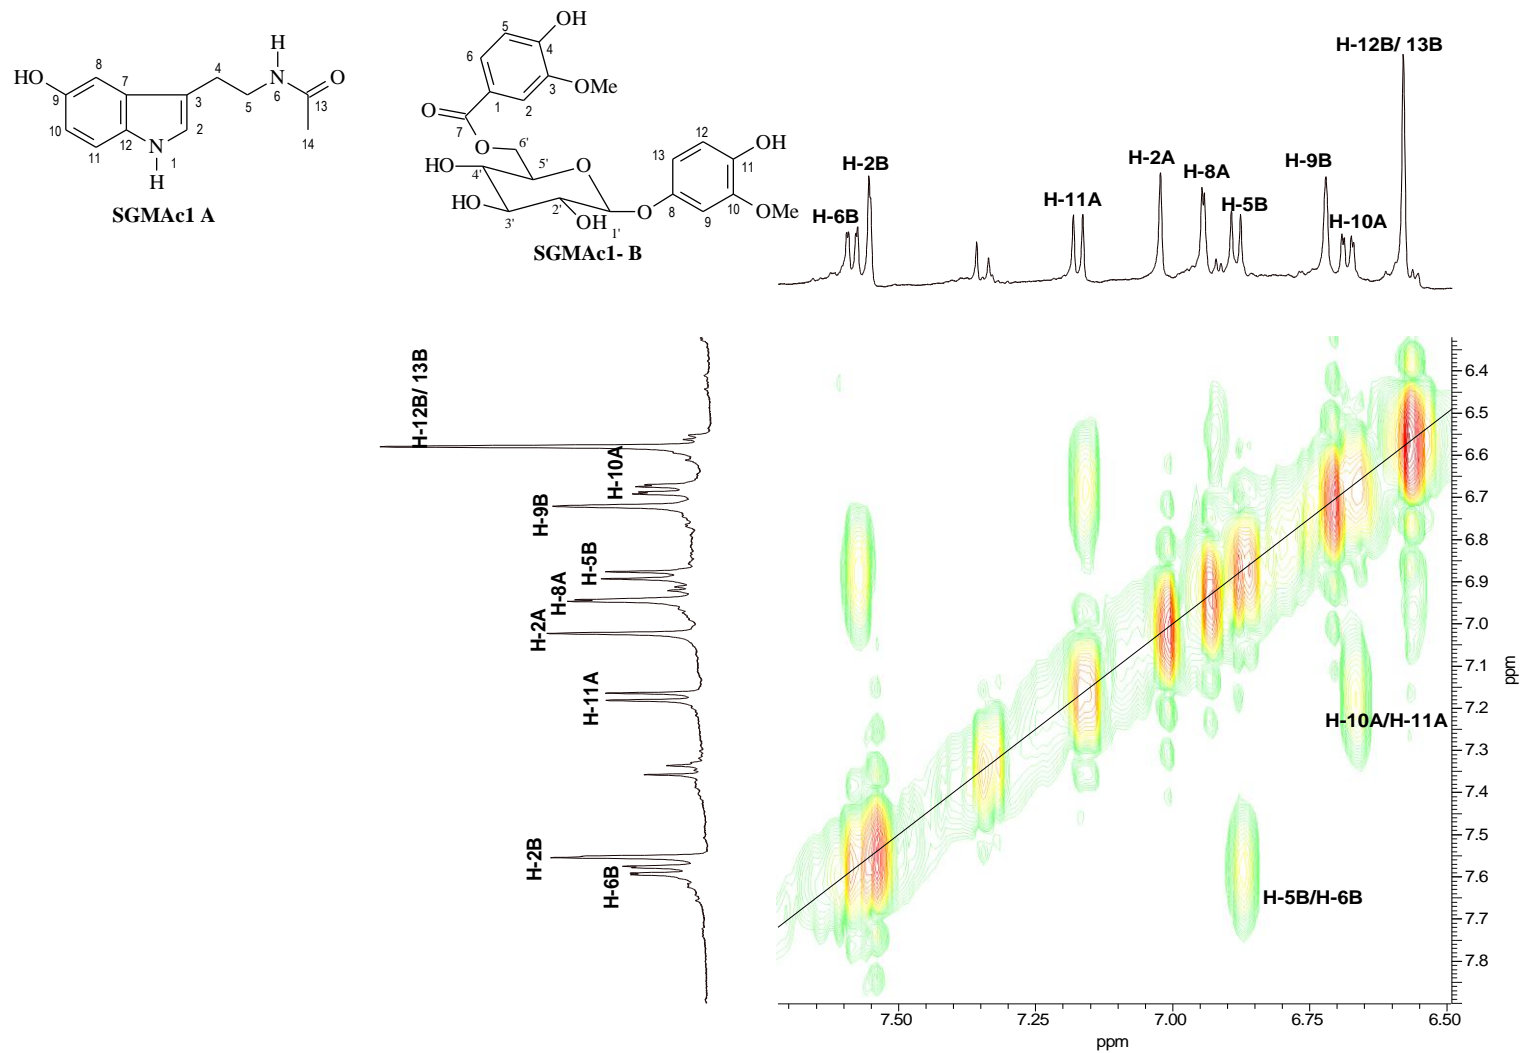 HO
8
7
9
10
11
12
N
1
H
2
3
4
5
H
N
6
13
O
14
SGMAc1 A
OH
5
4
6
3
OMe
1
2
O
7
O
6'
HO
4'
5'
O
HO
3'
2'
OH
1'
O
12
OH
13
11
8
10
9
OMe
SGMAc1- B
H-12B/ 13B
H-2B
H-6B
H-11A
H-2A
H-8A
H-5B
H-9B
H-10A
H-12B/ 13B
H-10A
H-9B
H-5B
H-8A
H-2A
H-11A
H-2B
H-6B
H-10A/H-11A
H-5B/H-6B
6.4
6.5
6.6
6.7
6.8
6.9
7.0
7.1
7.2
7.3
7.4
7.5
7.6
7.7
7.8
ppm
7.50 7.25 7.00 6.75 6.50
ppm